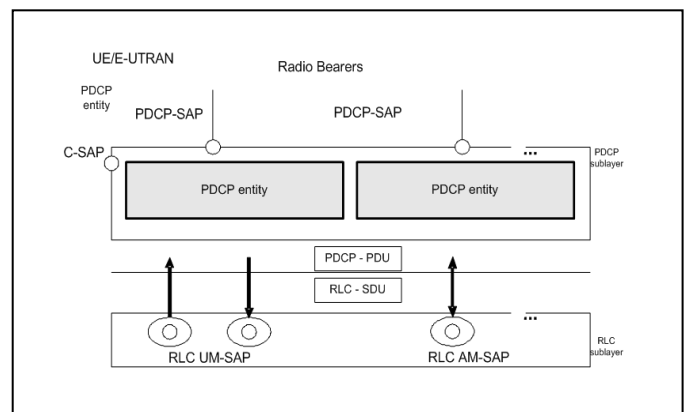 UE/E-UTRAN
Radio Bearers
PDCP
entity
PDCP-SAP
PDCP-SAP
C-SAP
...
PDCP
sublayer
PDCP entity
PDCP entity
PDCP - PDU
RLC - SDU
...
RLC UM-SAP
RLC AM-SAP
RLC
sublayer